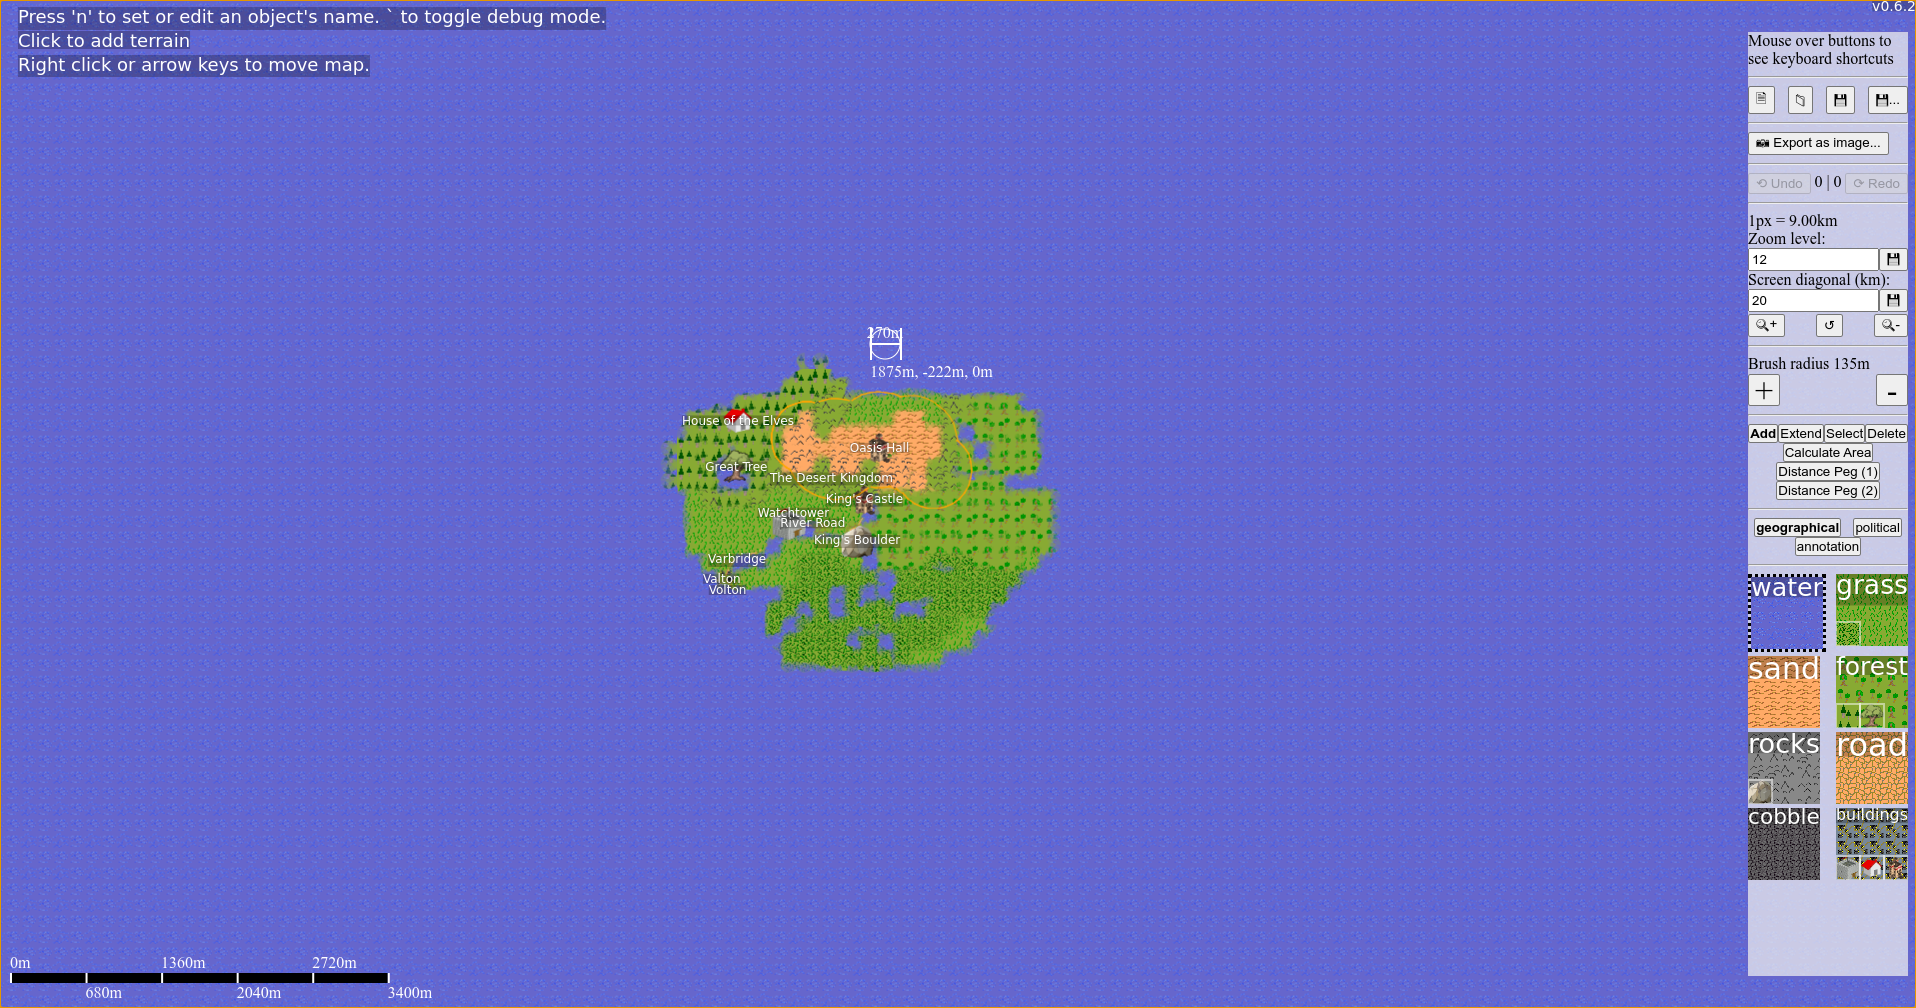 Press 'n' to set or edit an object's name. ` to toggle debug mode.
Click to add terrain
Right click or arrow keys to move map.
v0.6.2
Mouse over buttons to
see keyboard shortcuts
...
Export as image...
Undo 0 | 0 Redo
1px = 9.00km
Zoom level:
12
Screen diagonal (km):
20
+ -
Brush radius 135m
+ -
Add Extend Select Delete
Calculate Area
Distance Peg (1)
Distance Peg (2)
geographical political
annotation
water grass
sand forest
rocks road
cobble buildings
270m
1875m, -222m, 0m
House of the Elves
Oasis Hall
Great Tree
The Desert Kingdom
King's Castle
Watchtower
River Road
King's Boulder
Varbridge
Valton
Volton
0m 1360m 2720m
680m 2040m 3400m